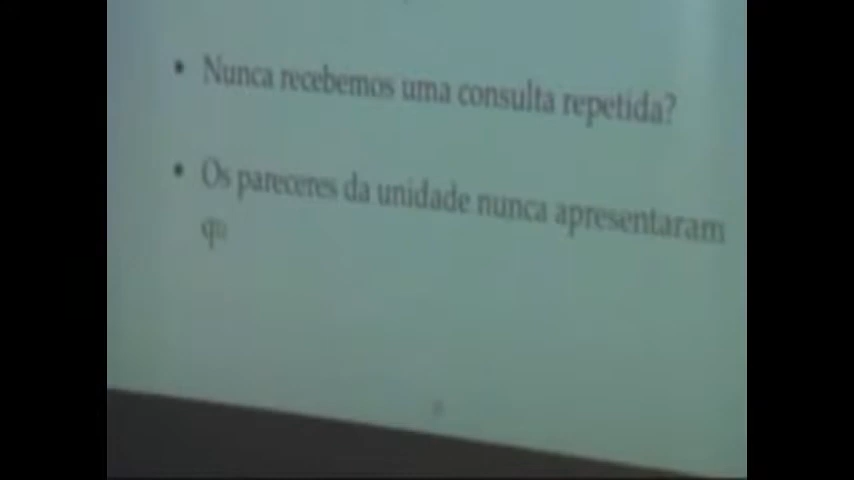 • Nunca recebemos uma consulta repetida?
• Os pareceres da unidade nunca apresentaram
qu